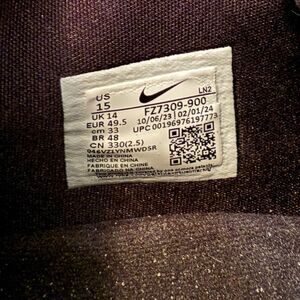 US
15
LN2
UK 14
EUR 49.5
cm 33
BR 48
CN 330(2.5)
FZ7309-900
10/06/23 02/01/24
UPC 00196976197773
MADE IN CHINA
HECHO EN CHINA
FABRIQUE EN CHINE
FABRICADO NA CHINA